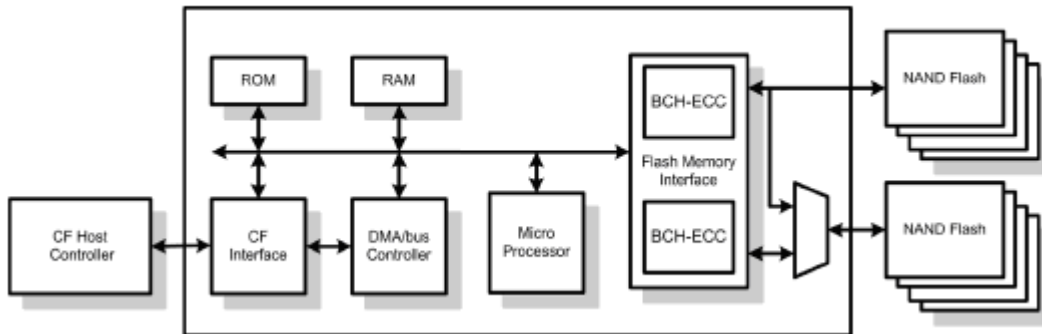 ROM
RAM
BCH-ECC
NAND Flash
Flash Memory
Interface
CF Host
Controller
CF
Interface
DMA/bus
Controller
Micro
Processor
BCH-ECC
NAND Flash